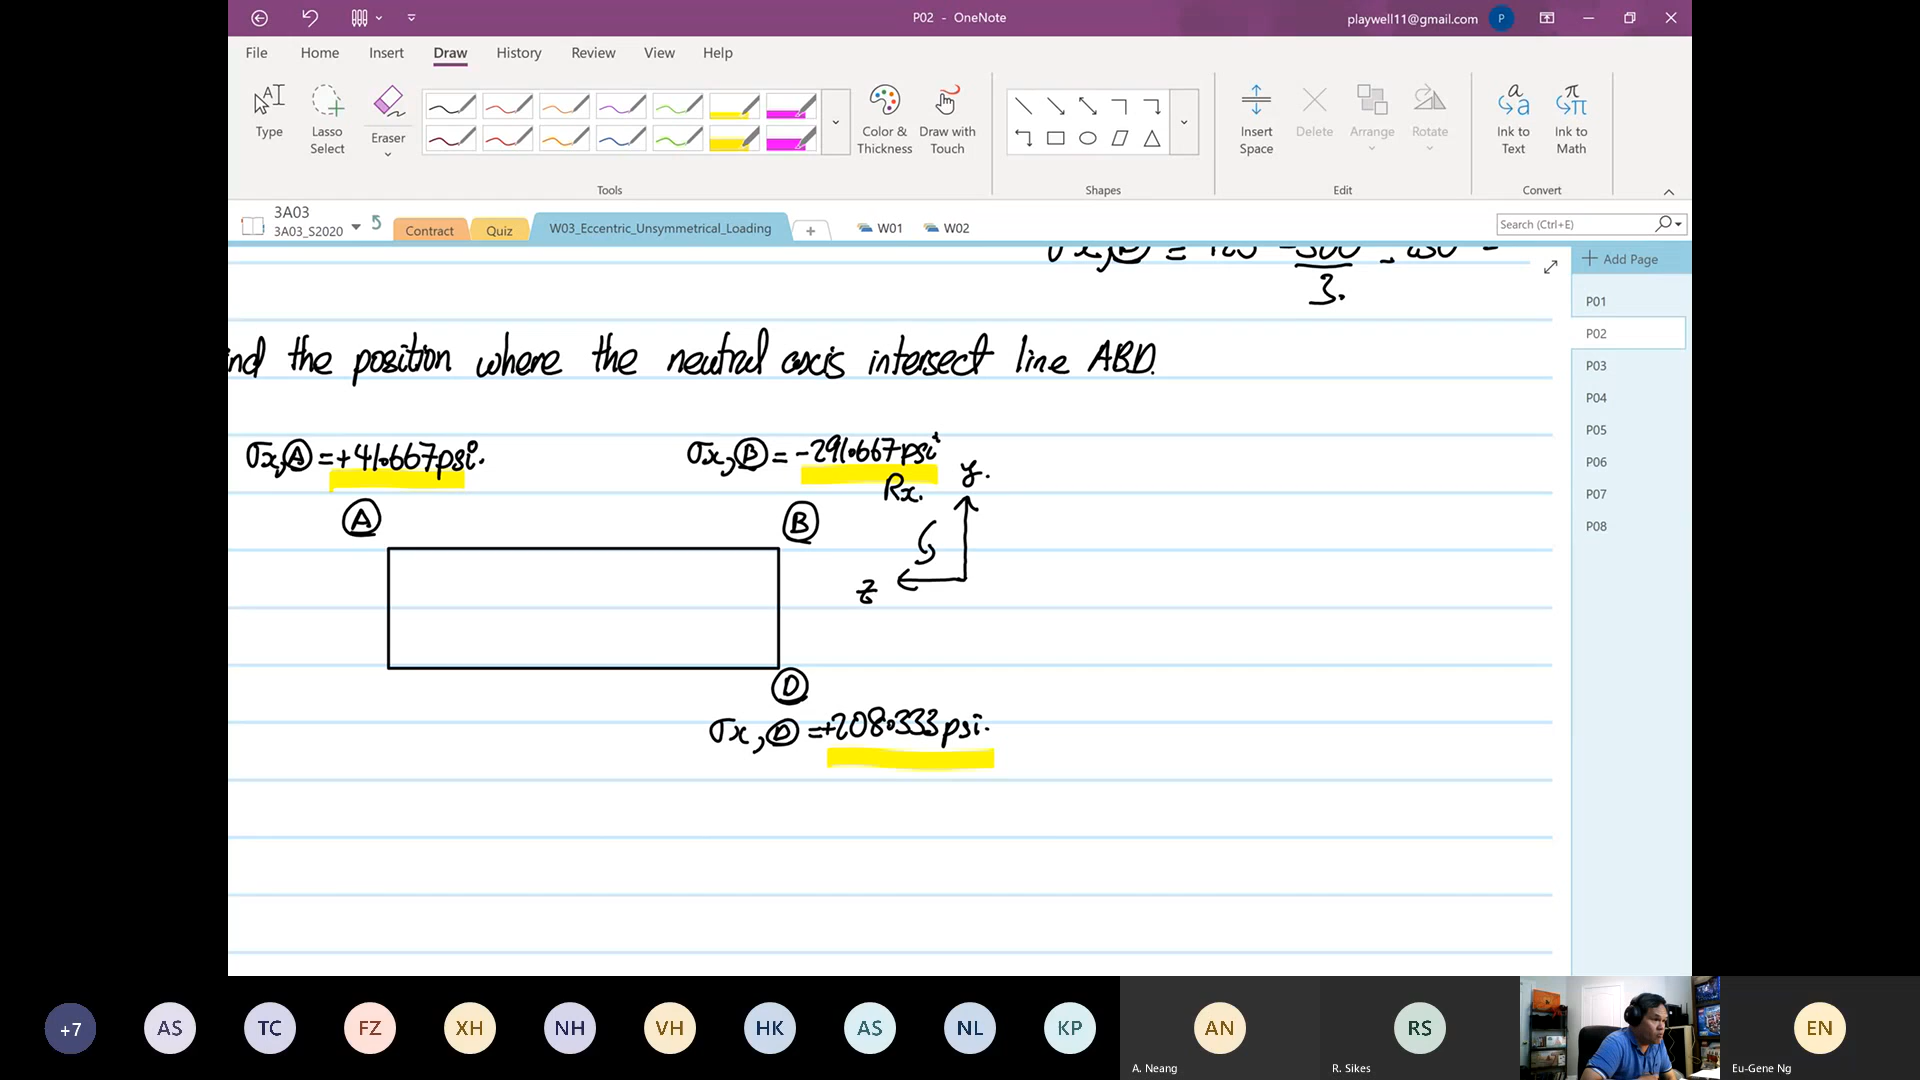 P02 - OneNote
playwell11@gmail.com
P
File Home Insert Draw History Review View Help
Type
Lasso Select
Eraser
Color & Thickness
Draw with Touch
Insert Space
Delete
Arrange
Rotate
Ink to Text
Ink to Math
Tools
Shapes
Edit
Convert
3A03
3A03_S2020
Contract
Quiz
W03_Eccentric_Unsymmetrical_Loading
W01
W02
Search (Ctrl+E)
Add Page
P01
P02
P03
P04
P05
P06
P07
P08
3.
nd the position where the neutral axis intersect line ABD.
σx,Ⓐ = +41.667psi.
σx,Ⓑ = -291.667psi
Rx.
y.
Ⓐ
Ⓑ
z
Ⓓ
σx,Ⓓ = +208.333psi.
+7 AS TC FZ XH NH VH HK AS NL KP AN RS EN
A. Neang
R. Sikes
Eu-Gene Ng